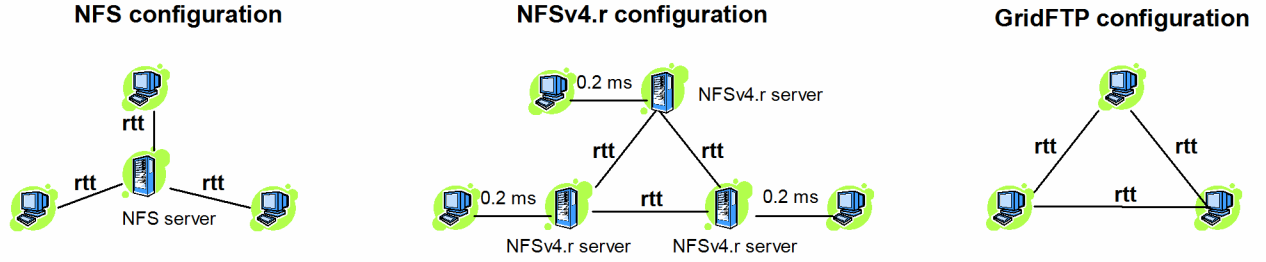 NFS configuration
rtt
rtt
rtt
NFS server
NFSv4.r configuration
0.2 ms
NFSv4.r server
rtt
rtt
0.2 ms
rtt
0.2 ms
NFSv4.r server
NFSv4.r server
GridFTP configuration
rtt
rtt
rtt